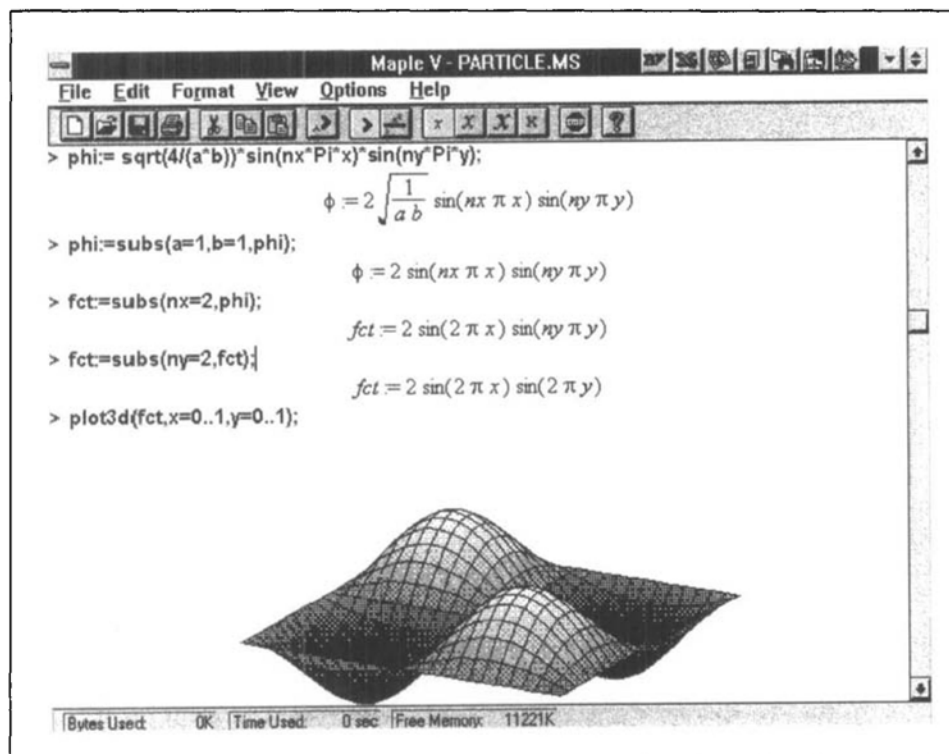 Maple V - PARTICLE.MS
File Edit Format View Options Help
x x x x
STOP ?
> phi:= sqrt(4/(a*b))*sin(nx*Pi*x)*sin(ny*Pi*y);
ϕ := 2 √(1/(a b)) sin(nx π x) sin(ny π y)
> phi:=subs(a=1,b=1,phi);
ϕ := 2 sin(nx π x) sin(ny π y)
> fct:=subs(nx=2,phi);
fct := 2 sin(2 π x) sin(ny π y)
> fct:=subs(ny=2,fct);
fct := 2 sin(2 π x) sin(2 π y)
> plot3d(fct,x=0..1,y=0..1);
Bytes Used: 0K Time Used: 0 sec Free Memory: 11221K